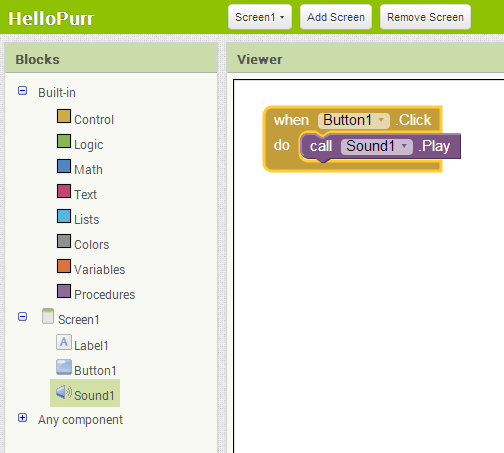 HelloPurr Screen1 Add Screen Remove Screen
Blocks
Viewer
Built-in
Control
Logic
Math
Text
Lists
Colors
Variables
Procedures
Screen1
A Label1
Button1
Sound1
Any component
when Button1 .Click
do call Sound1 .Play